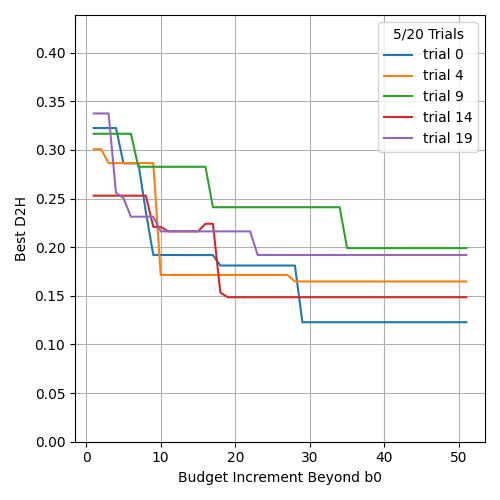 5/20 Trials
trial 0
trial 4
trial 9
trial 14
trial 19
Best D2H
0.40
0.35
0.30
0.25
0.20
0.15
0.10
0.05
0.00
0 10 20 30 40 50
Budget Increment Beyond b0